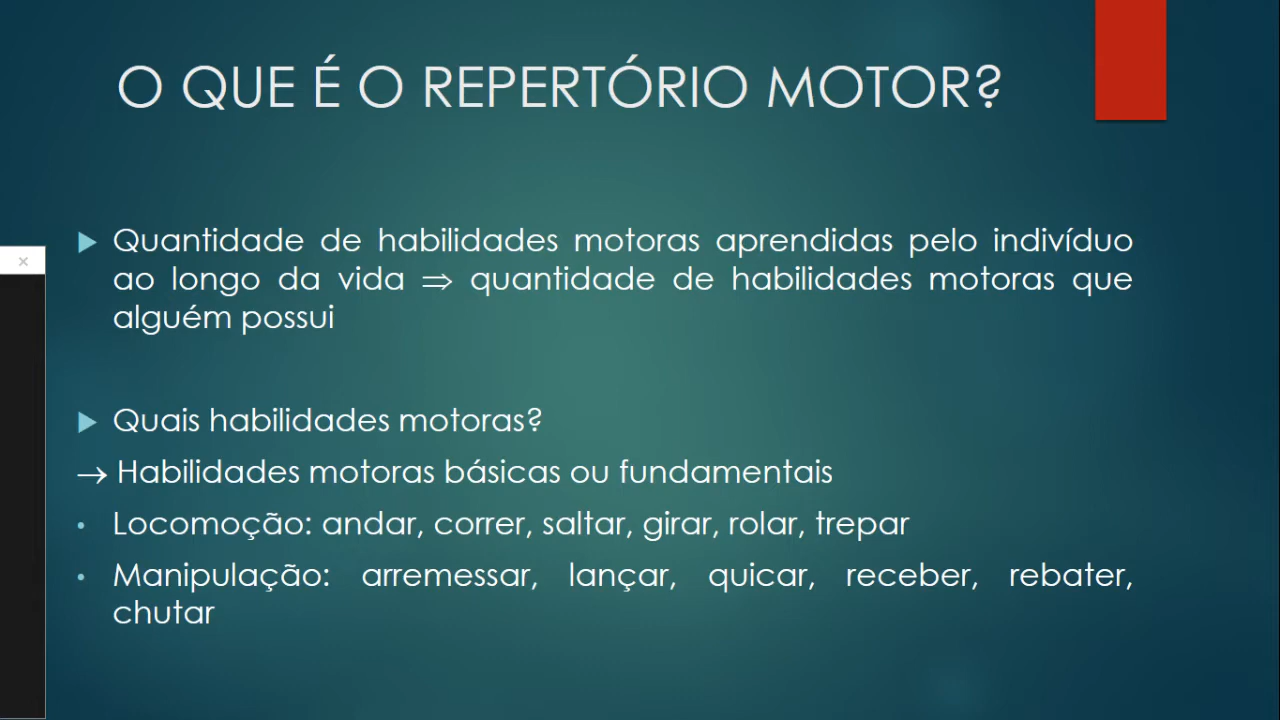 O QUE É O REPERTÓRIO MOTOR?
Quantidade de habilidades motoras aprendidas pelo indivíduo
ao longo da vida ⇒ quantidade de habilidades motoras que
alguém possui
Quais habilidades motoras?
→ Habilidades motoras básicas ou fundamentais
• Locomoção: andar, correr, saltar, girar, rolar, trepar
• Manipulação: arremessar, lançar, quicar, receber, rebater,
chutar